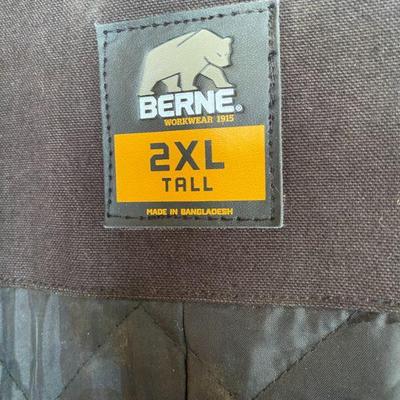 BERNE®
WORKWEAR 1915
2XL
TALL
MADE IN BANGLADESH